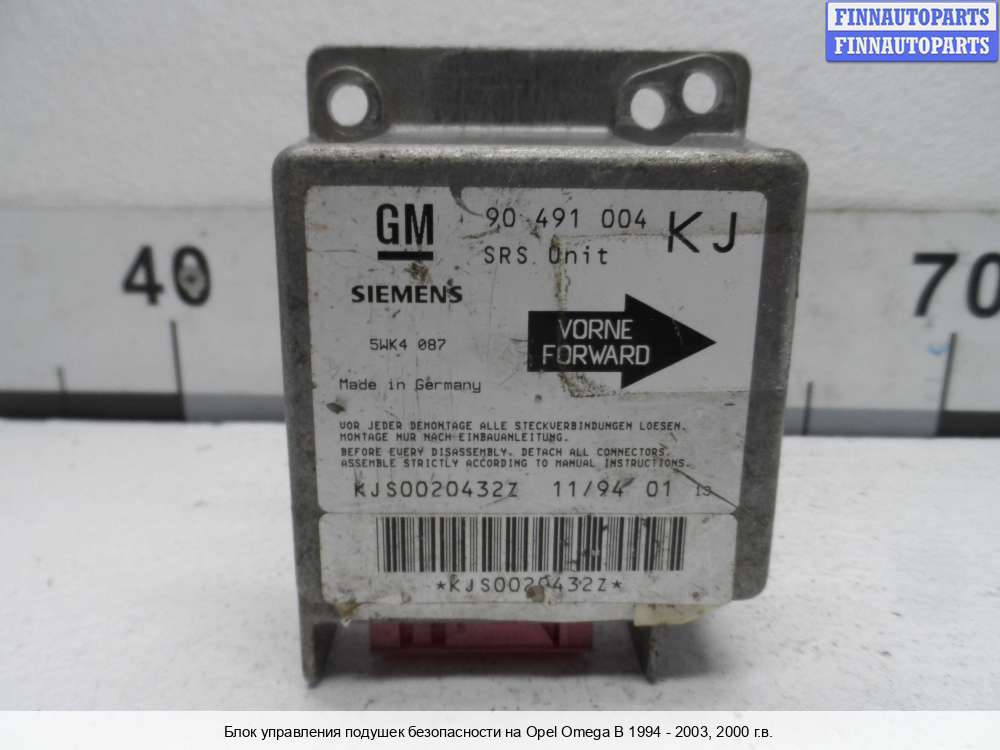 FINNAUTOPARTS
FINNAUTOPARTS
GM
90 491 004
KJ
SRS Unit
SIEMENS
5WK4 087
VORNE
FORWARD
Made in Germany
40
70
VOR JEDER DEMONTAGE ALLE STECKVERBINDUNGEN LOESEN.
MONTAGE NUR NACH EINBAUANLEITUNG.
BEFORE EVERY DISASSEMBLY. DETACH ALL CONNECTORS.
ASSEMBLE STRICTLY ACCORDING TO MANUAL INSTRUCTIONS.
KJS0020432Z 11/94 01 13
*KJS0020432Z*
Блок управления подушек безопасности на Opel Omega B 1994 - 2003, 2000 г.в.